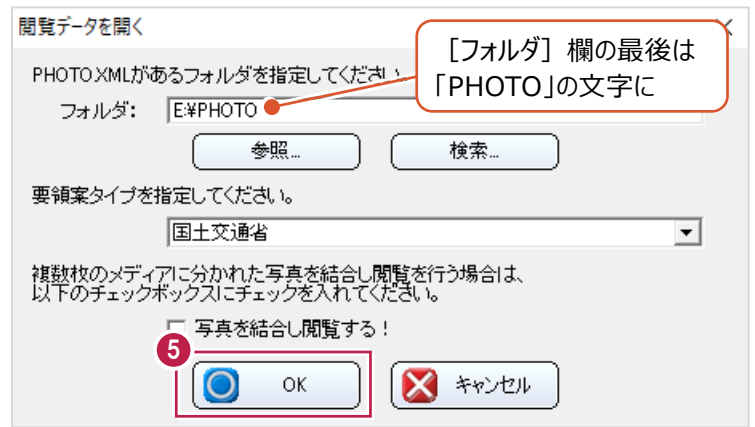 閲覧データを開く
［フォルダ］欄の最後は
「PHOTO」の文字に
PHOTO.XMLがあるフォルダを指定してください。
フォルダ:
E:¥PHOTO
参照...
検索...
要領案タイプを指定してください。
国土交通省
複数枚のメディアに分かれた写真を結合し閲覧を行う場合は、
以下のチェックボックスにチェックを入れてください。
写真を結合し閲覧する！
5
OK
キャンセル